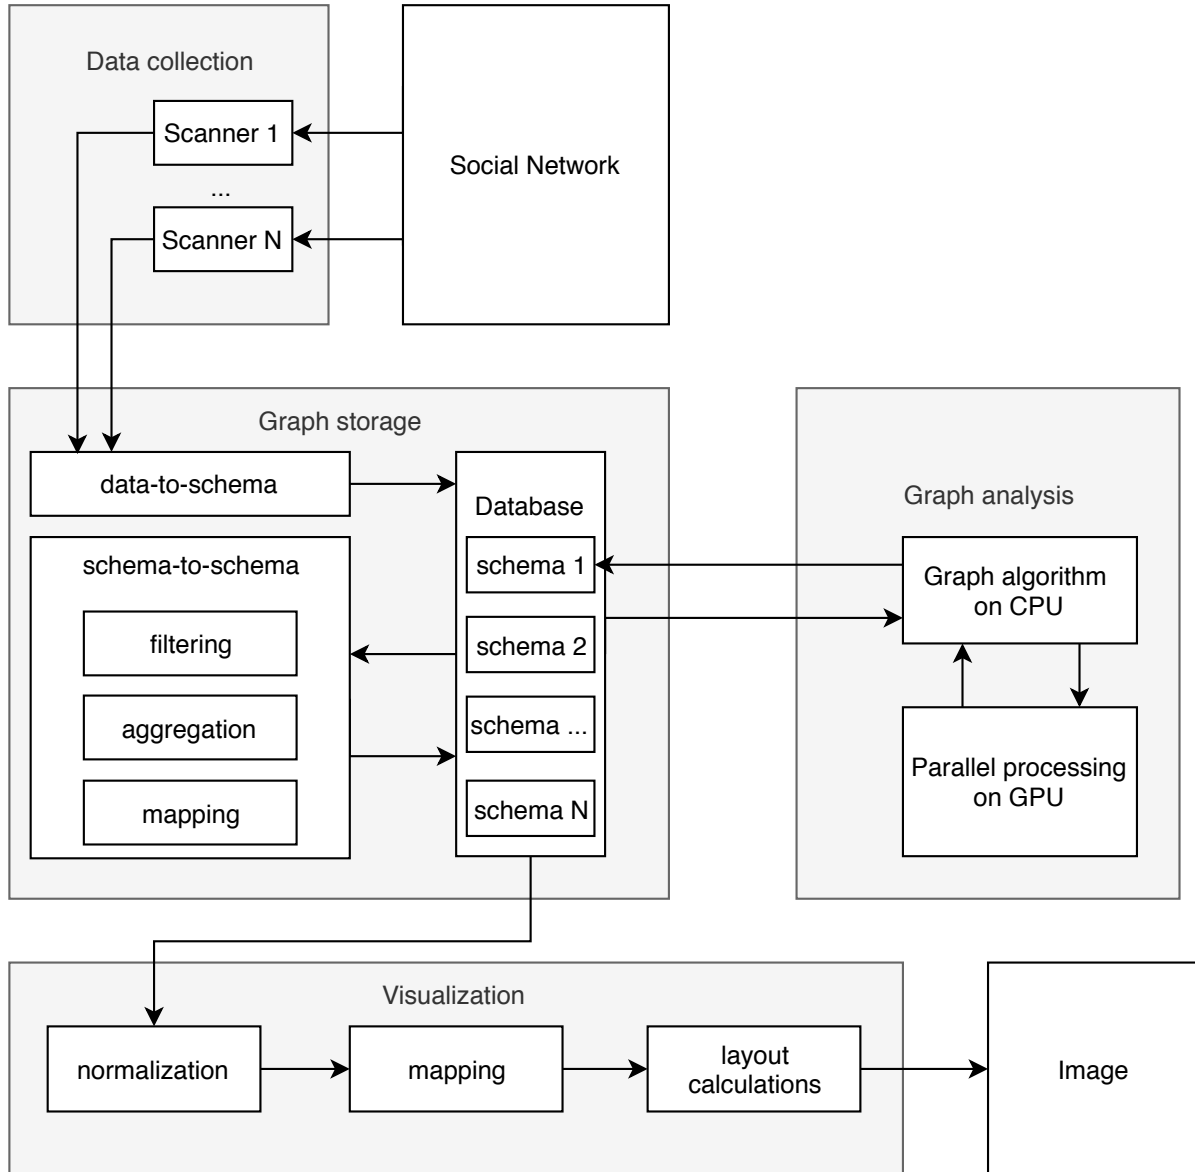 Data collection
Scanner 1
...
Scanner N
Social Network
Graph storage
data-to-schema
schema-to-schema
filtering
aggregation
mapping
Database
schema 1
schema 2
schema ...
schema N
Graph analysis
Graph algorithm
on CPU
Parallel processing
on GPU
Visualization
normalization
mapping
layout
calculations
Image